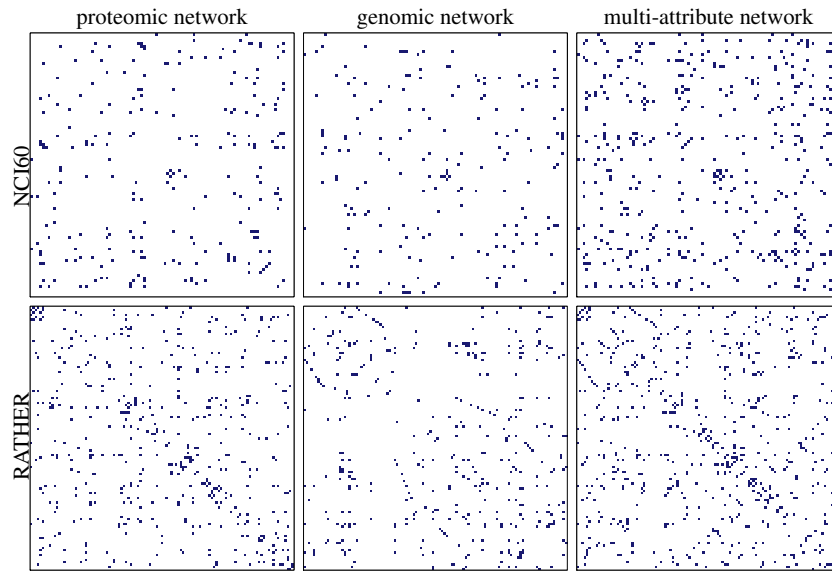 proteomic network
genomic network
multi-attribute network
NCI60
RATHER